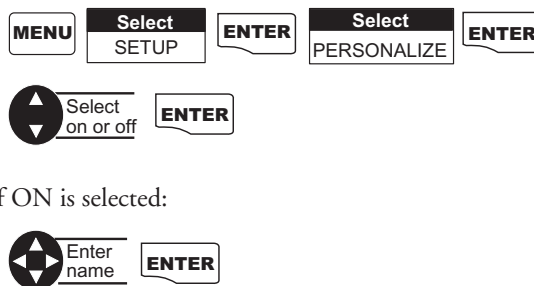 MENU Select SETUP ENTER Select PERSONALIZE ENTER
Select
on or off ENTER
f ON is selected:
Enter
name ENTER